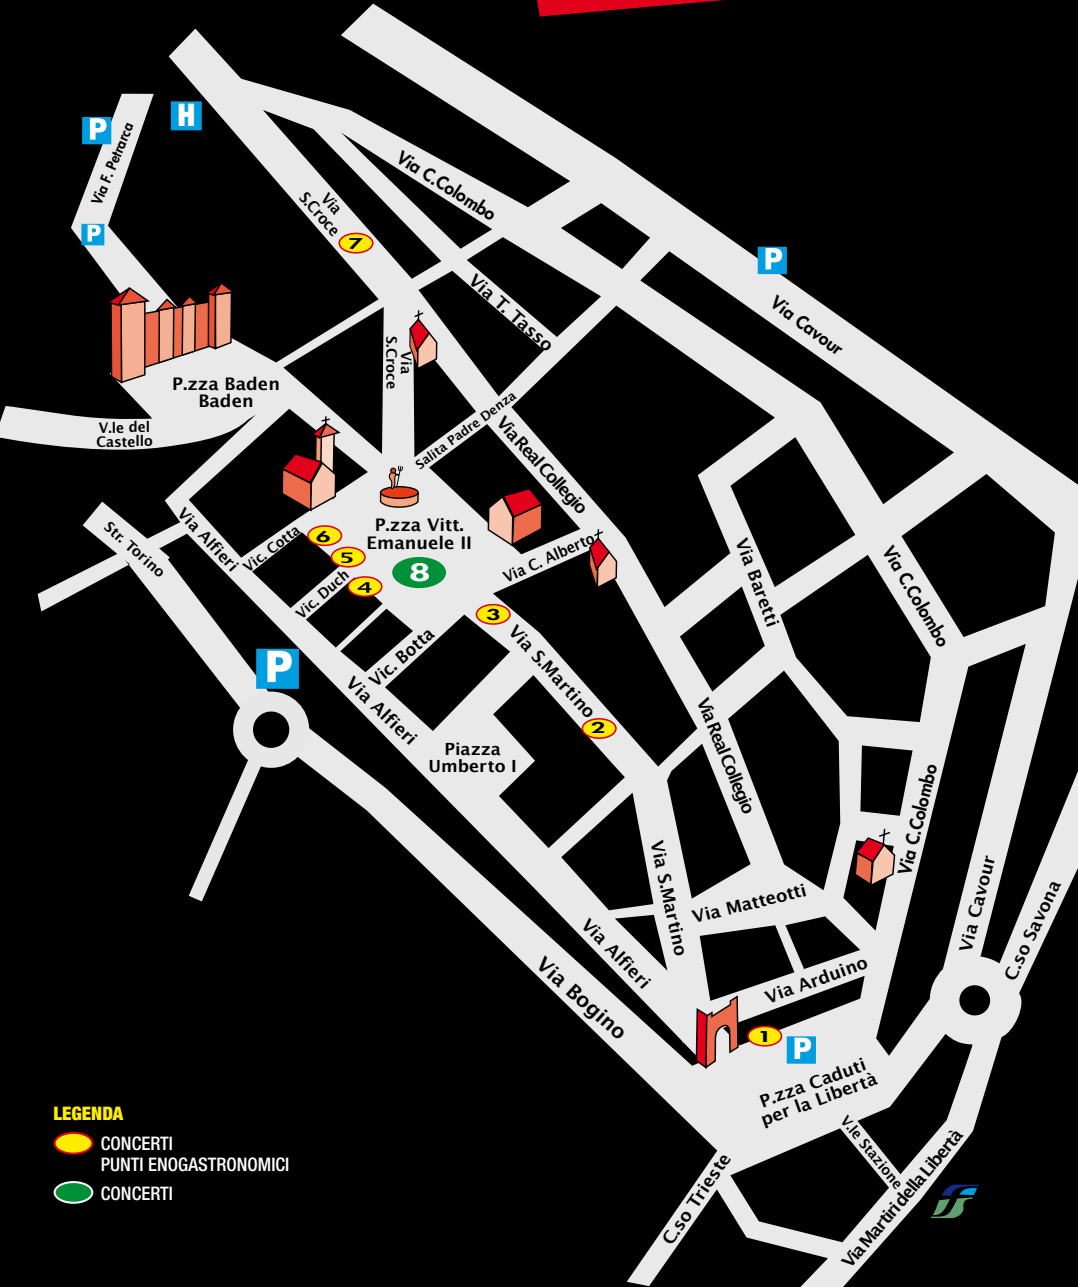 P
H
Via F. Petrarca
P
Via C.Colombo
Via
S.Croce
7
P
Via T. Tasso
Via Cavour
Via
S.Croce
P.zza Baden
Baden
V.le del
Castello
Salita Padre Denza
Via Real Collegio
Str. Torino
Via Alfieri
Vic. Cotta
6
5
P.zza Vitt.
Emanuele II
8
Vic. Duch
4
Via C. Alberto
3
Via Baretti
Via C.Colombo
P
Vic. Botta
Via S.Martino
2
Via Alfieri
Piazza
Umberto I
Via Real Collegio
Via C.Colombo
Via S.Martino
Via Matteotti
Via Cavour
C.so Savona
Via Alfieri
Via Bogino
Via Arduino
1
P
P.zza Caduti
per la Libertà
V.le Stazione
Via Martiri della Libertà
C.so Trieste
FS
LEGENDA
CONCERTI
PUNTI ENOGASTRONOMICI
CONCERTI